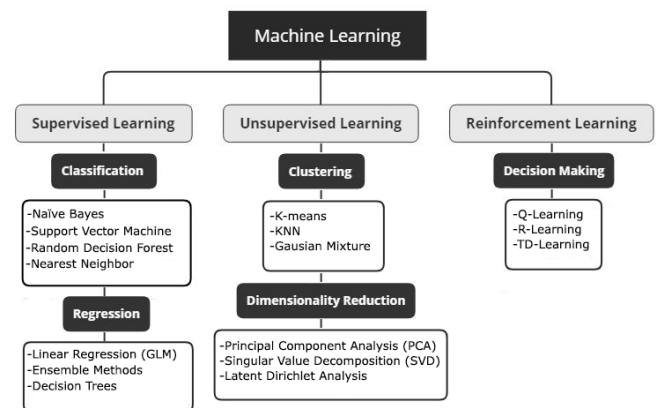 Machine Learning
Supervised Learning
Classification
-Naïve Bayes
-Support Vector Machine
-Random Decision Forest
-Nearest Neighbor
Regression
-Linear Regression (GLM)
-Ensemble Methods
-Decision Trees
Unsupervised Learning
Clustering
-K-means
-KNN
-Gausian Mixture
Dimensionality Reduction
-Principal Component Analysis (PCA)
-Singular Value Decomposition (SVD)
-Latent Dirichlet Analysis
Reinforcement Learning
Decision Making
-Q-Learning
-R-Learning
-TD-Learning